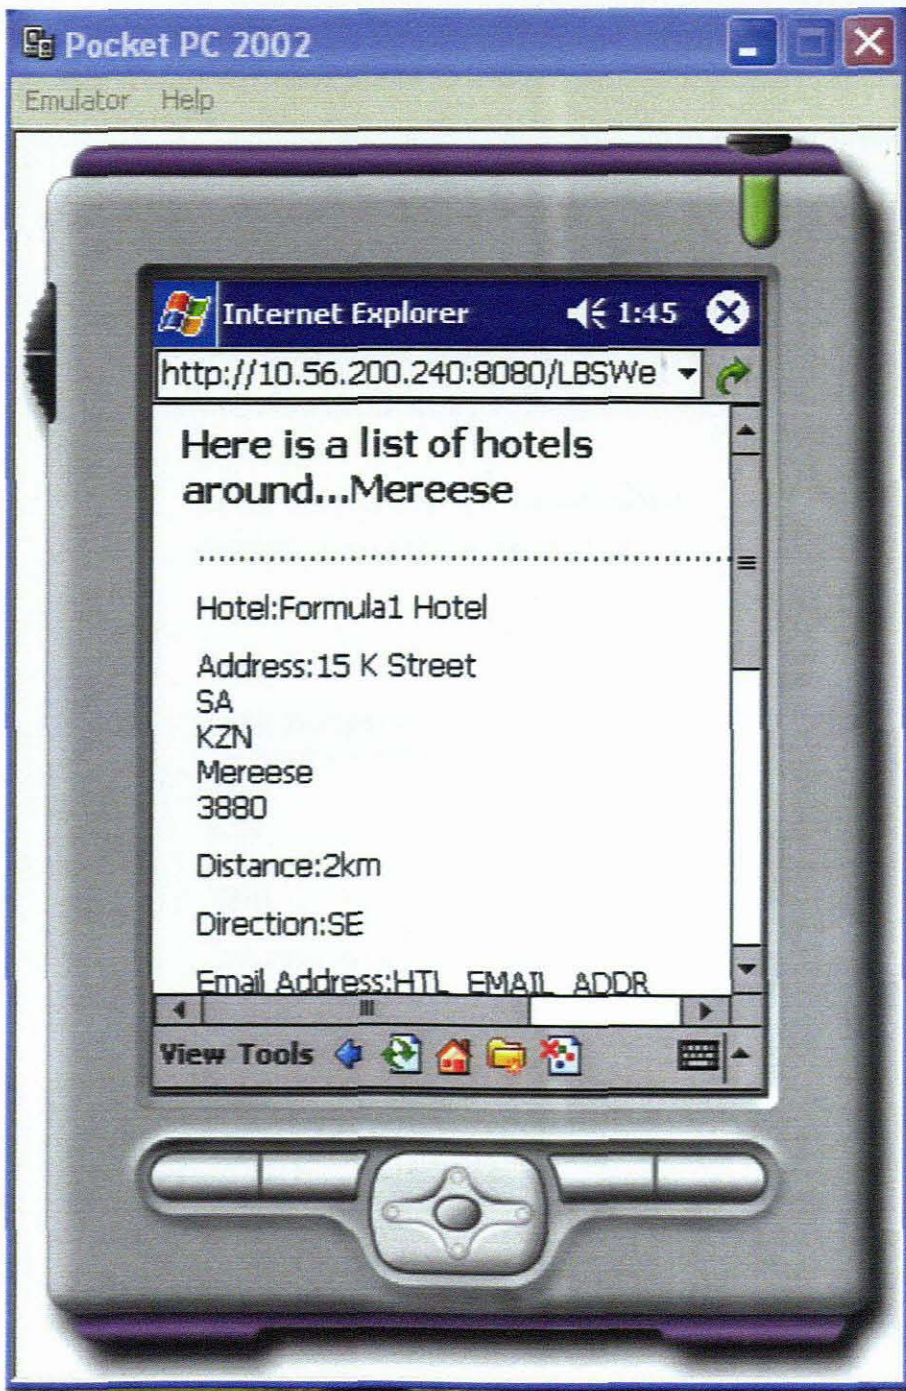 Pocket PC 2002
Emulator Help
Internet Explorer 1:45
http://10.56.200.240:8080/LBSWe
Here is a list of hotels
around...Mereese
Hotel:Formula1 Hotel
Address:15 K Street
SA
KZN
Mereese
3880
Distance:2km
Direction:SE
Email Address:HTL_EMAIL_ADDR
View Tools